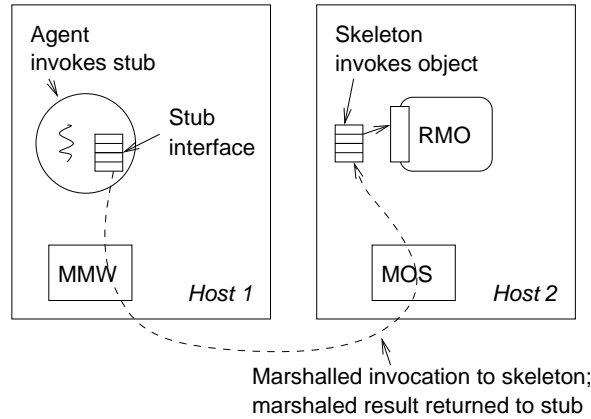 Agent
invokes stub
Stub
interface
MMW
Host 1
Skeleton
invokes object
RMO
MOS
Host 2
Marshalled invocation to skeleton;
marshaled result returned to stub